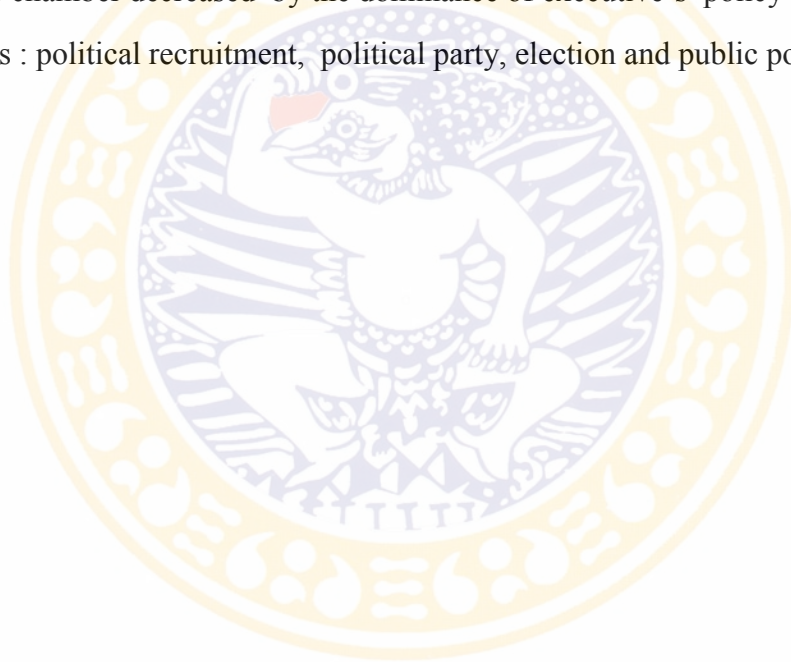 chamber decreased by the dominance of executive's policy
s : political recruitment, political party, election and public po